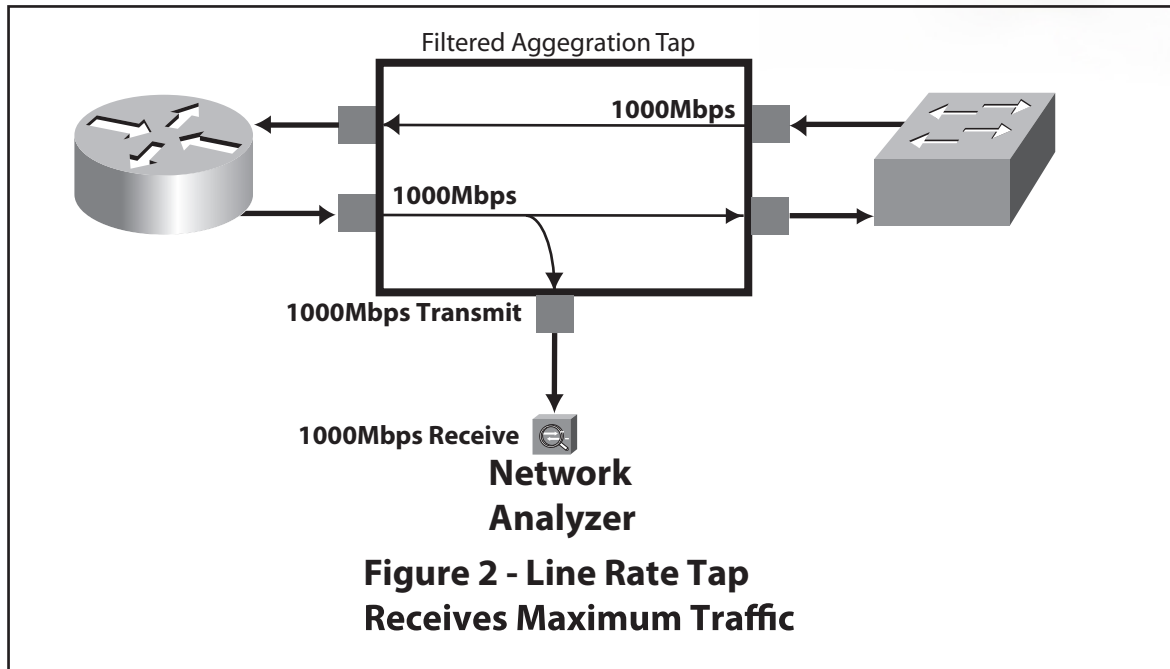 Filtered Aggegration Tap
1000Mbps
1000Mbps
1000Mbps Transmit
1000Mbps Receive
Network
Analyzer
Figure 2 - Line Rate Tap
Receives Maximum Traffic